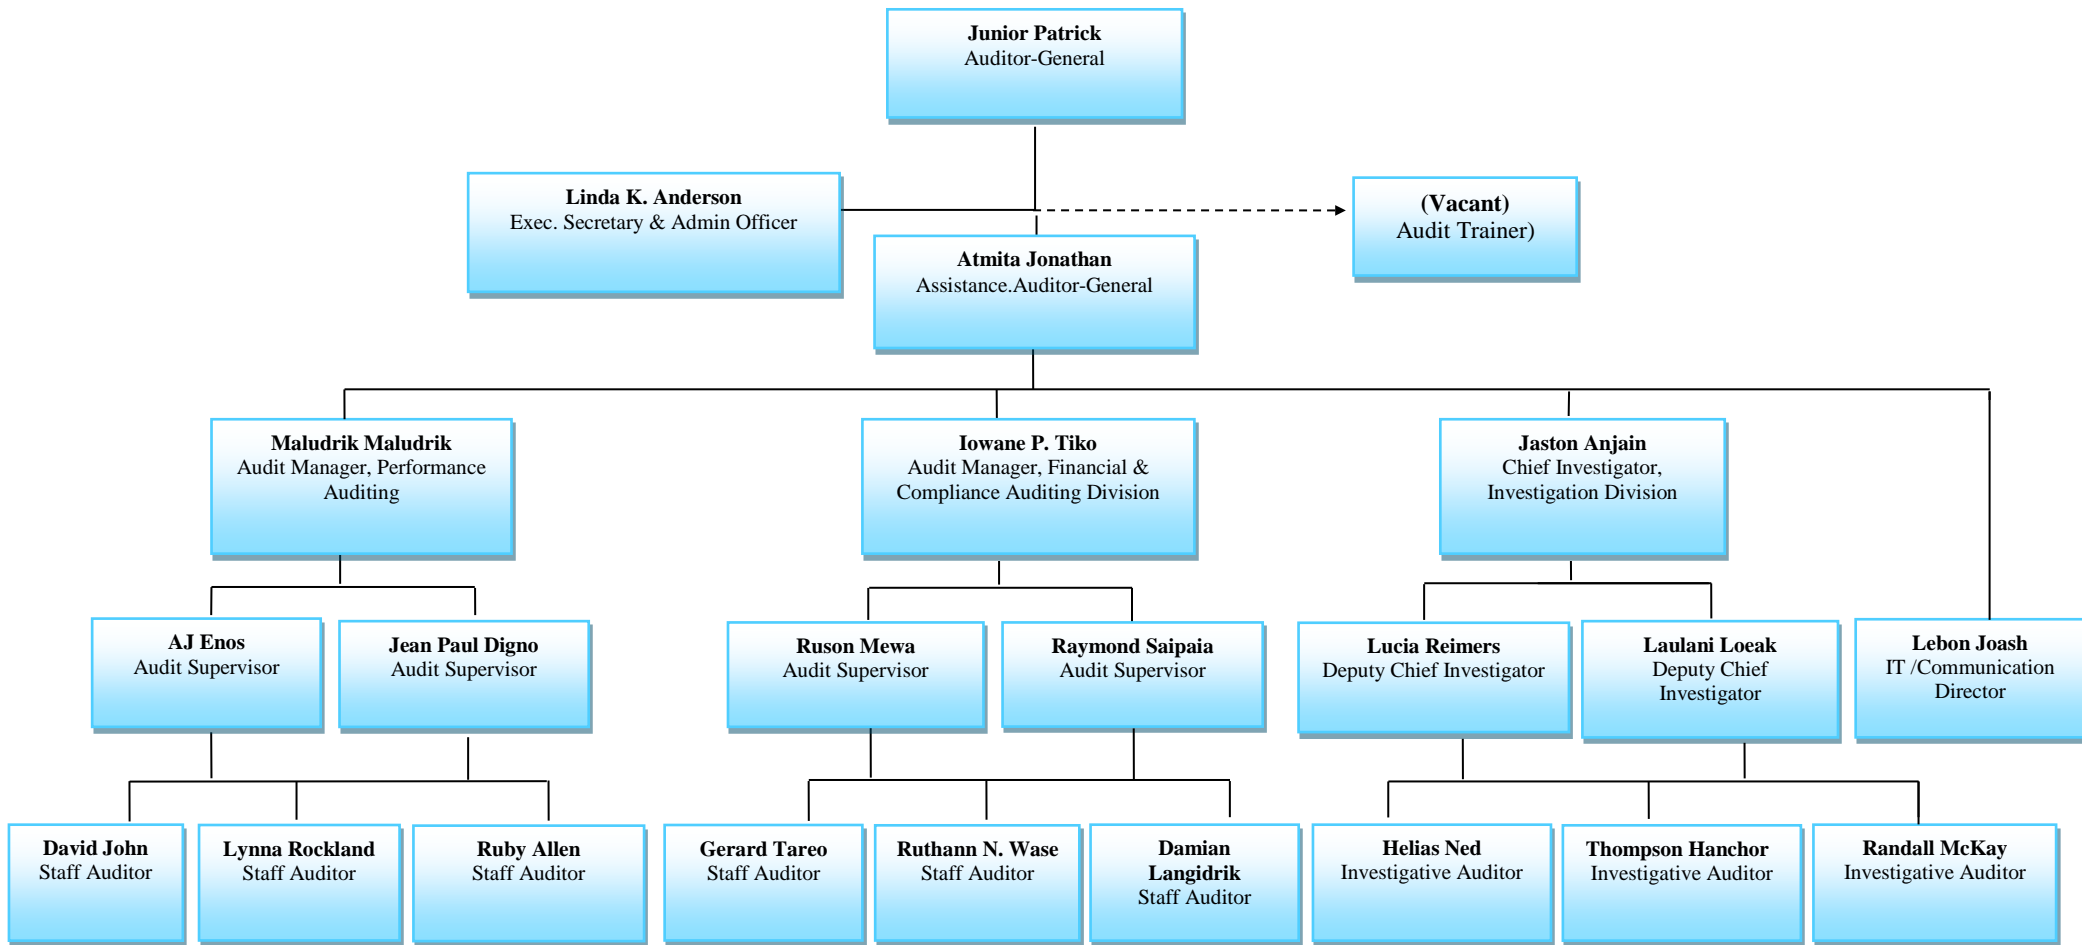 Junior Patrick
Auditor-General
Linda K. Anderson
Exec. Secretary & Admin Officer
(Vacant)
Audit Trainer)
Atmita Jonathan
Assistance.Auditor-General
Maludrik Maludrik
Audit Manager, Performance
Auditing
Iowane P. Tiko
Audit Manager, Financial &
Compliance Auditing Division
Jaston Anjain
Chief Investigator,
Investigation Division
AJ Enos
Audit Supervisor
Jean Paul Digno
Audit Supervisor
Ruson Mewa
Audit Supervisor
Raymond Saipaia
Audit Supervisor
Lucia Reimers
Deputy Chief Investigator
Laulani Loeak
Deputy Chief
Investigator
Lebon Joash
IT /Communication
Director
David John
Staff Auditor
Lynna Rockland
Staff Auditor
Ruby Allen
Staff Auditor
Gerard Tareo
Staff Auditor
Ruthann N. Wase
Staff Auditor
Damian
Langidrik
Staff Auditor
Helias Ned
Investigative Auditor
Thompson Hanchor
Investigative Auditor
Randall McKay
Investigative Auditor